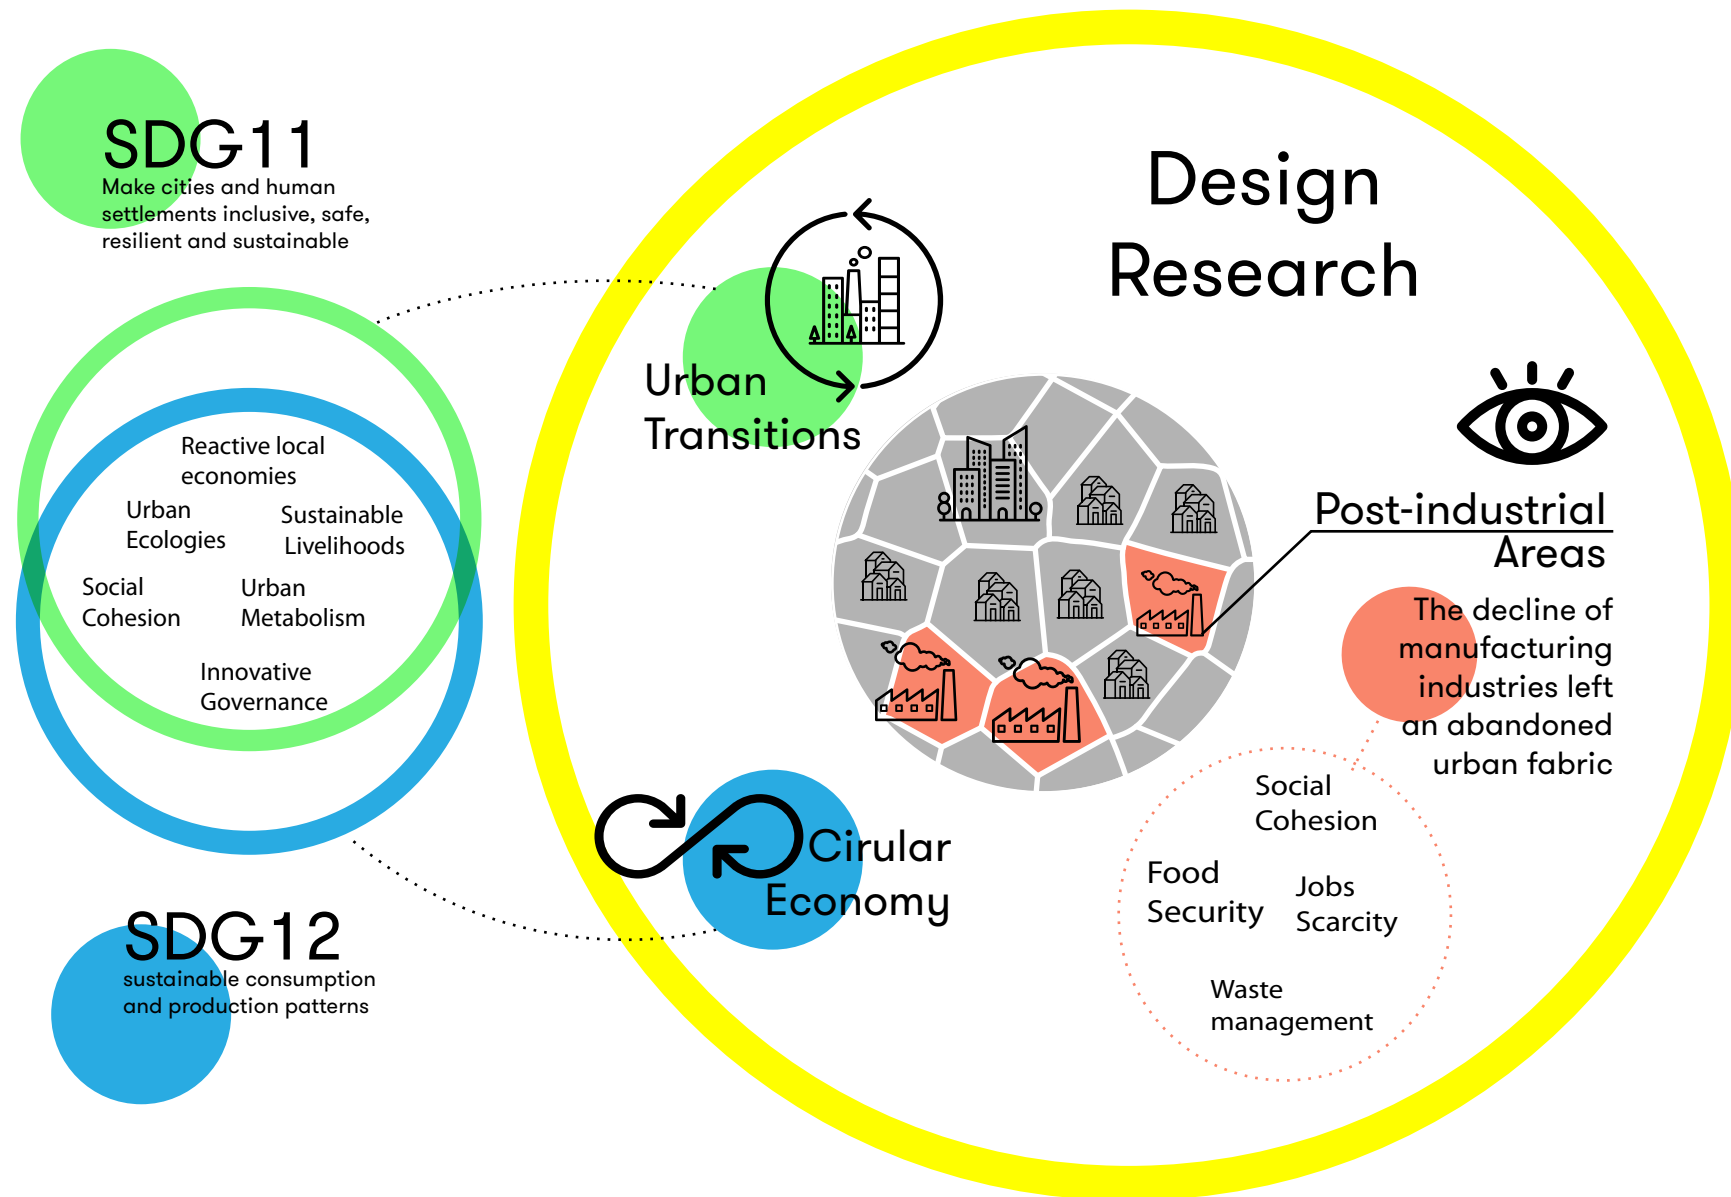 SDG11
Make cities and human
settlements inclusive, safe,
resilient and sustainable
Reactive local
economies
Urban
Ecologies
Sustainable
Livelihoods
Social
Cohesion
Urban
Metabolism
Innovative
Governance
SDG12
sustainable consumption
and production patterns
Design
Research
Urban
Transitions
Cirular
Economy
Post-industrial
Areas
The decline of
manufacturing
industries left
an abandoned
urban fabric
Social
Cohesion
Food
Security
Jobs
Scarcity
Waste
management